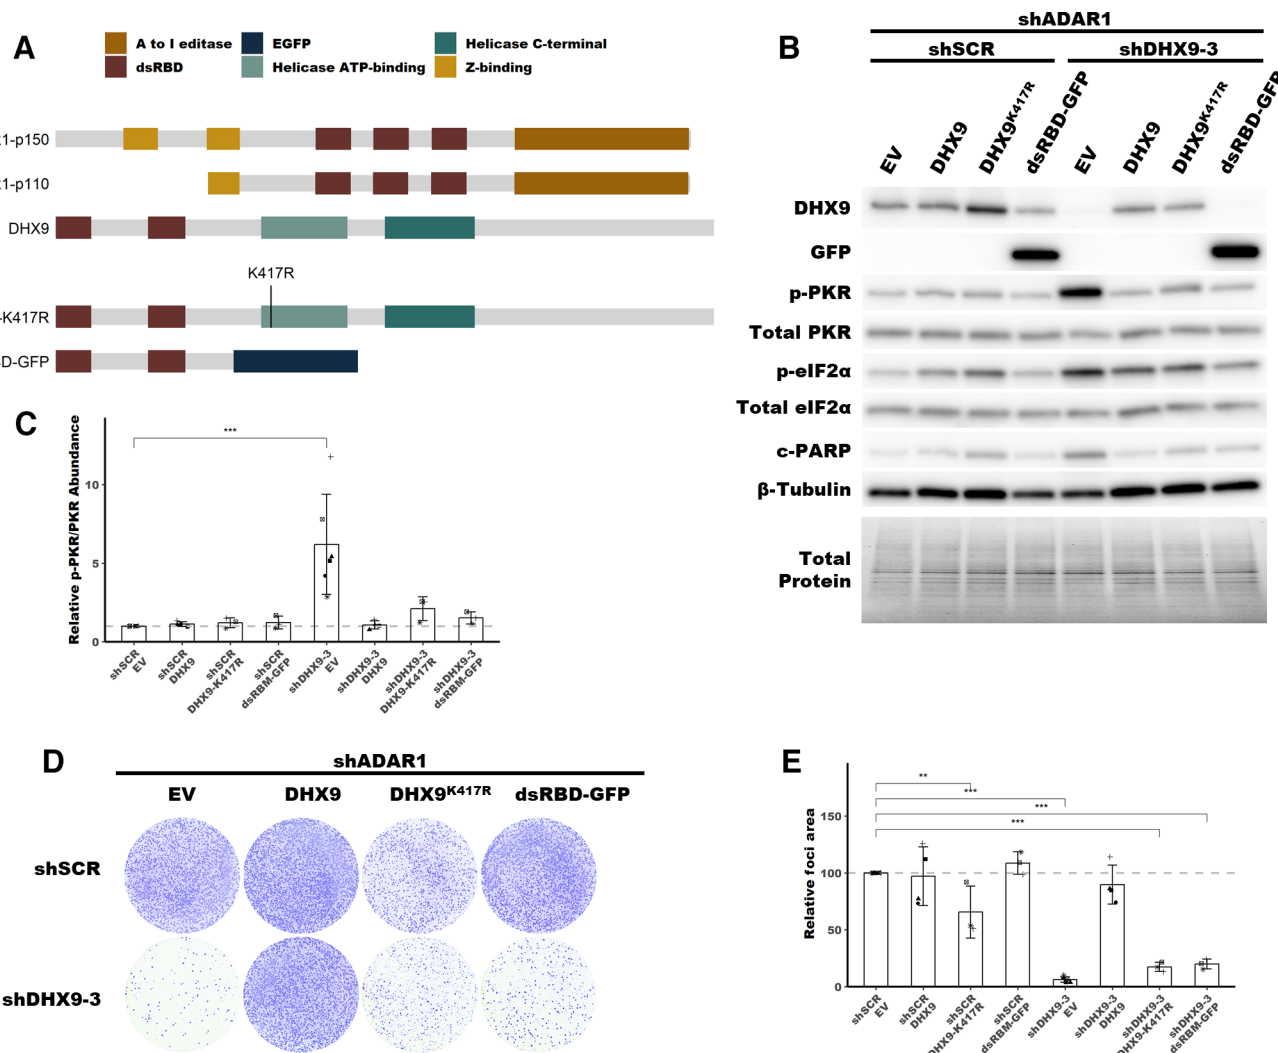 A
A to I editase
EGFP
Helicase C-terminal
dsRBD
Helicase ATP-binding
Z-binding
1-p150
1-p110
DHX9
K417R
-K417R
D-GFP
B
shADAR1
shSCR
shDHX9-3
EV
DHX9
DHX9K417R
dsRBD-GFP
EV
DHX9
DHX9K417R
dsRBD-GFP
DHX9
GFP
p-PKR
Total PKR
p-eIF2α
Total eIF2α
c-PARP
β-Tubulin
Total
Protein
C
Relative p-PKR/PKR Abundance
10
5
0
***
shSCR
EV
shSCR
DHX9
shSCR
DHX9-K417R
shSCR
dsRBM-GFP
shDHX9-3
EV
shDHX9-3
DHX9
shDHX9-3
DHX9-K417R
shDHX9-3
dsRBM-GFP
D
shADAR1
EV
DHX9
DHX9K417R
dsRBD-GFP
shSCR
shDHX9-3
E
Relative foci area
150
100
50
0
**
***
***
***
shSCR
EV
shSCR
DHX9
shSCR
DHX9-K417R
shSCR
dsRBM-GFP
shDHX9-3
EV
shDHX9-3
DHX9
shDHX9-3
DHX9-K417R
shDHX9-3
dsRBM-GFP